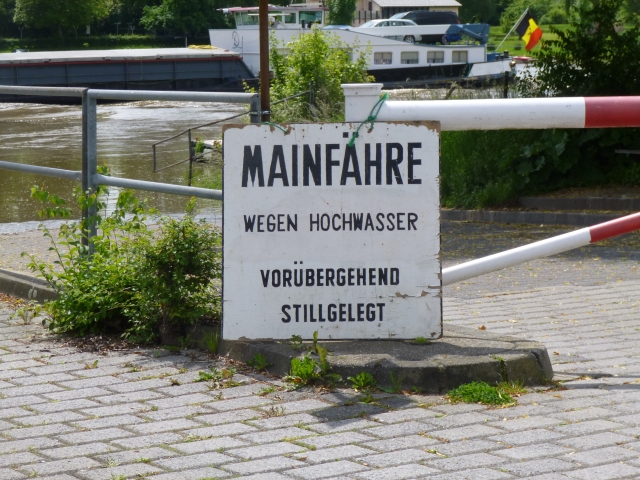 MAINFÄHRE
WEGEN HOCHWASSER
VORÜBERGEHEND
STILLGELEGT